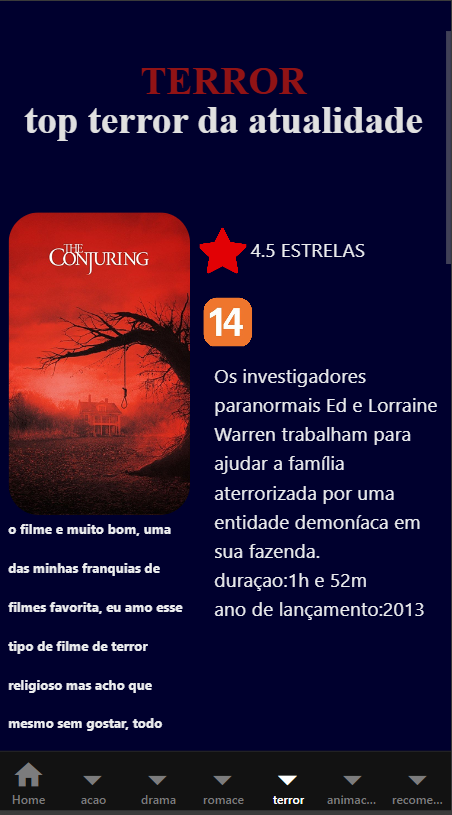 TERROR
top terror da atualidade
THE
CONJURING
4.5 ESTRELAS
14
Os investigadores
paranormais Ed e Lorraine
Warren trabalham para
ajudar a família
aterrorizada por uma
entidade demoníaca em
sua fazenda.
duraçao:1h e 52m
ano de lançamento:2013
o filme e muito bom, uma
das minhas franquias de
filmes favorita, eu amo esse
tipo de filme de terror
religioso mas acho que
mesmo sem gostar, todo
Home
acao
drama
romace
terror
animac...
recome...